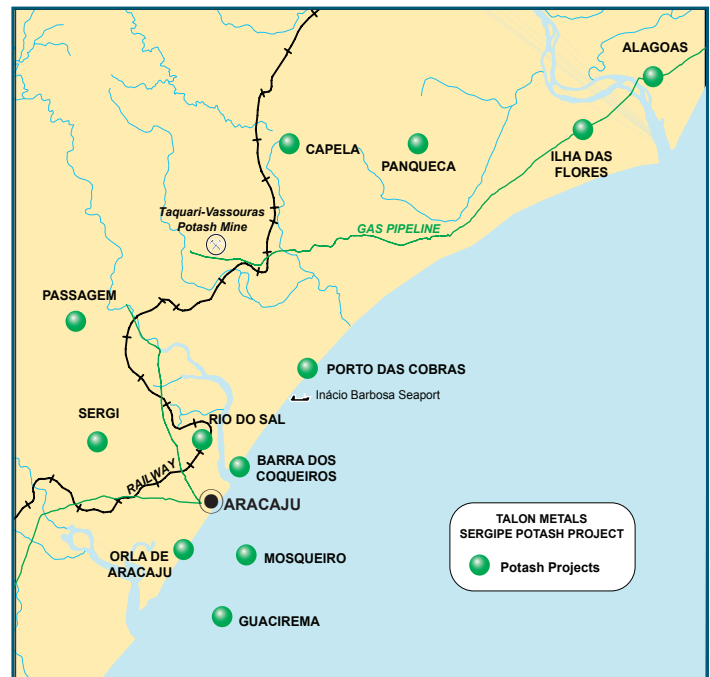 ALAGOAS
CAPELA
PANQUECA
ILHA DAS
FLORES
Taquari-Vassouras
Potash Mine
GAS PIPELINE
PASSAGEM
PORTO DAS COBRAS
Inácio Barbosa Seaport
SERGI
RIO DO SAL
BARRA DOS
COQUEIROS
RAILWAY
ARACAJU
ORLA DE
ARACAJU
MOSQUEIRO
GUACIREMA
TALON METALS
SERGIPE POTASH PROJECT
Potash Projects